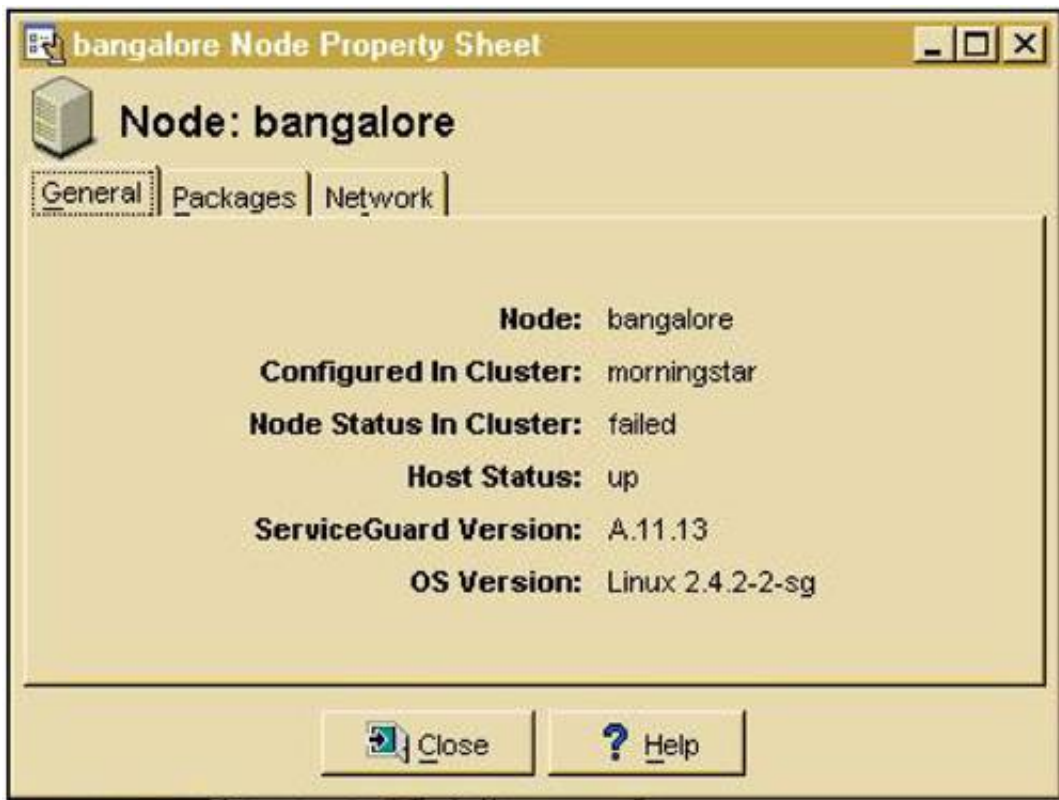 bangalore Node Property Sheet
Node: bangalore
General Packages Network
Node: bangalore
Configured In Cluster: morningstar
Node Status In Cluster: failed
Host Status: up
ServiceGuard Version: A.11.13
OS Version: Linux 2.4.2-2-sg
Close ? Help